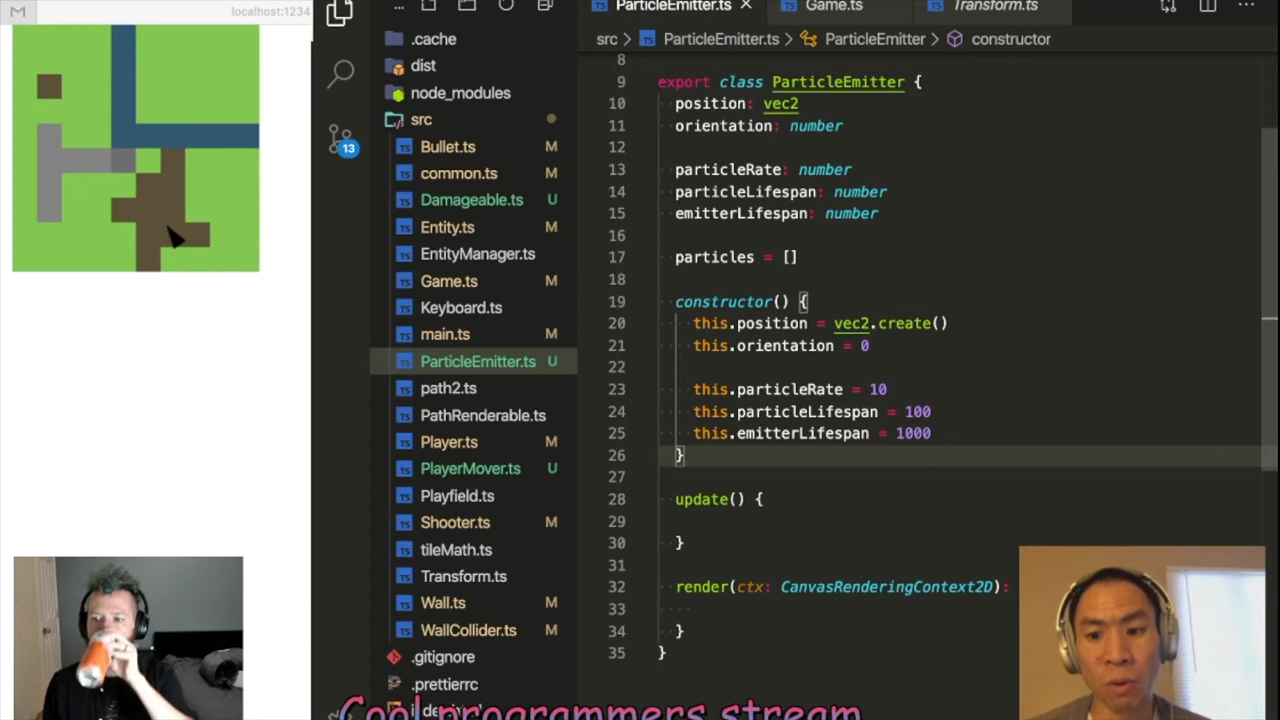 localhost:1234
.cache
dist
node_modules
src
Bullet.ts M
common.ts M
Damageable.ts U
Entity.ts M
EntityManager.ts
Game.ts M
Keyboard.ts
main.ts M
ParticleEmitter.ts U
path2.ts
PathRenderable.ts
Player.ts M
PlayerMover.ts U
Playfield.ts
Shooter.ts M
tileMath.ts
Transform.ts
Wall.ts M
WallCollider.ts M
.gitignore
.prettierrc
13
ParticleEmitter.ts Game.ts Transform.ts
src > ParticleEmitter.ts > ParticleEmitter > constructor
8
9 export class ParticleEmitter {
10 position: vec2
11 orientation: number
12
13 particleRate: number
14 particleLifespan: number
15 emitterLifespan: number
16
17 particles = []
18
19 constructor() {
20 this.position = vec2.create()
21 this.orientation = 0
22
23 this.particleRate = 10
24 this.particleLifespan = 100
25 this.emitterLifespan = 1000
26 }
27
28 update() {
29
30 }
31
32 render(ctx: CanvasRenderingContext2D):
33
34 }
35 }
Cool programmers stream